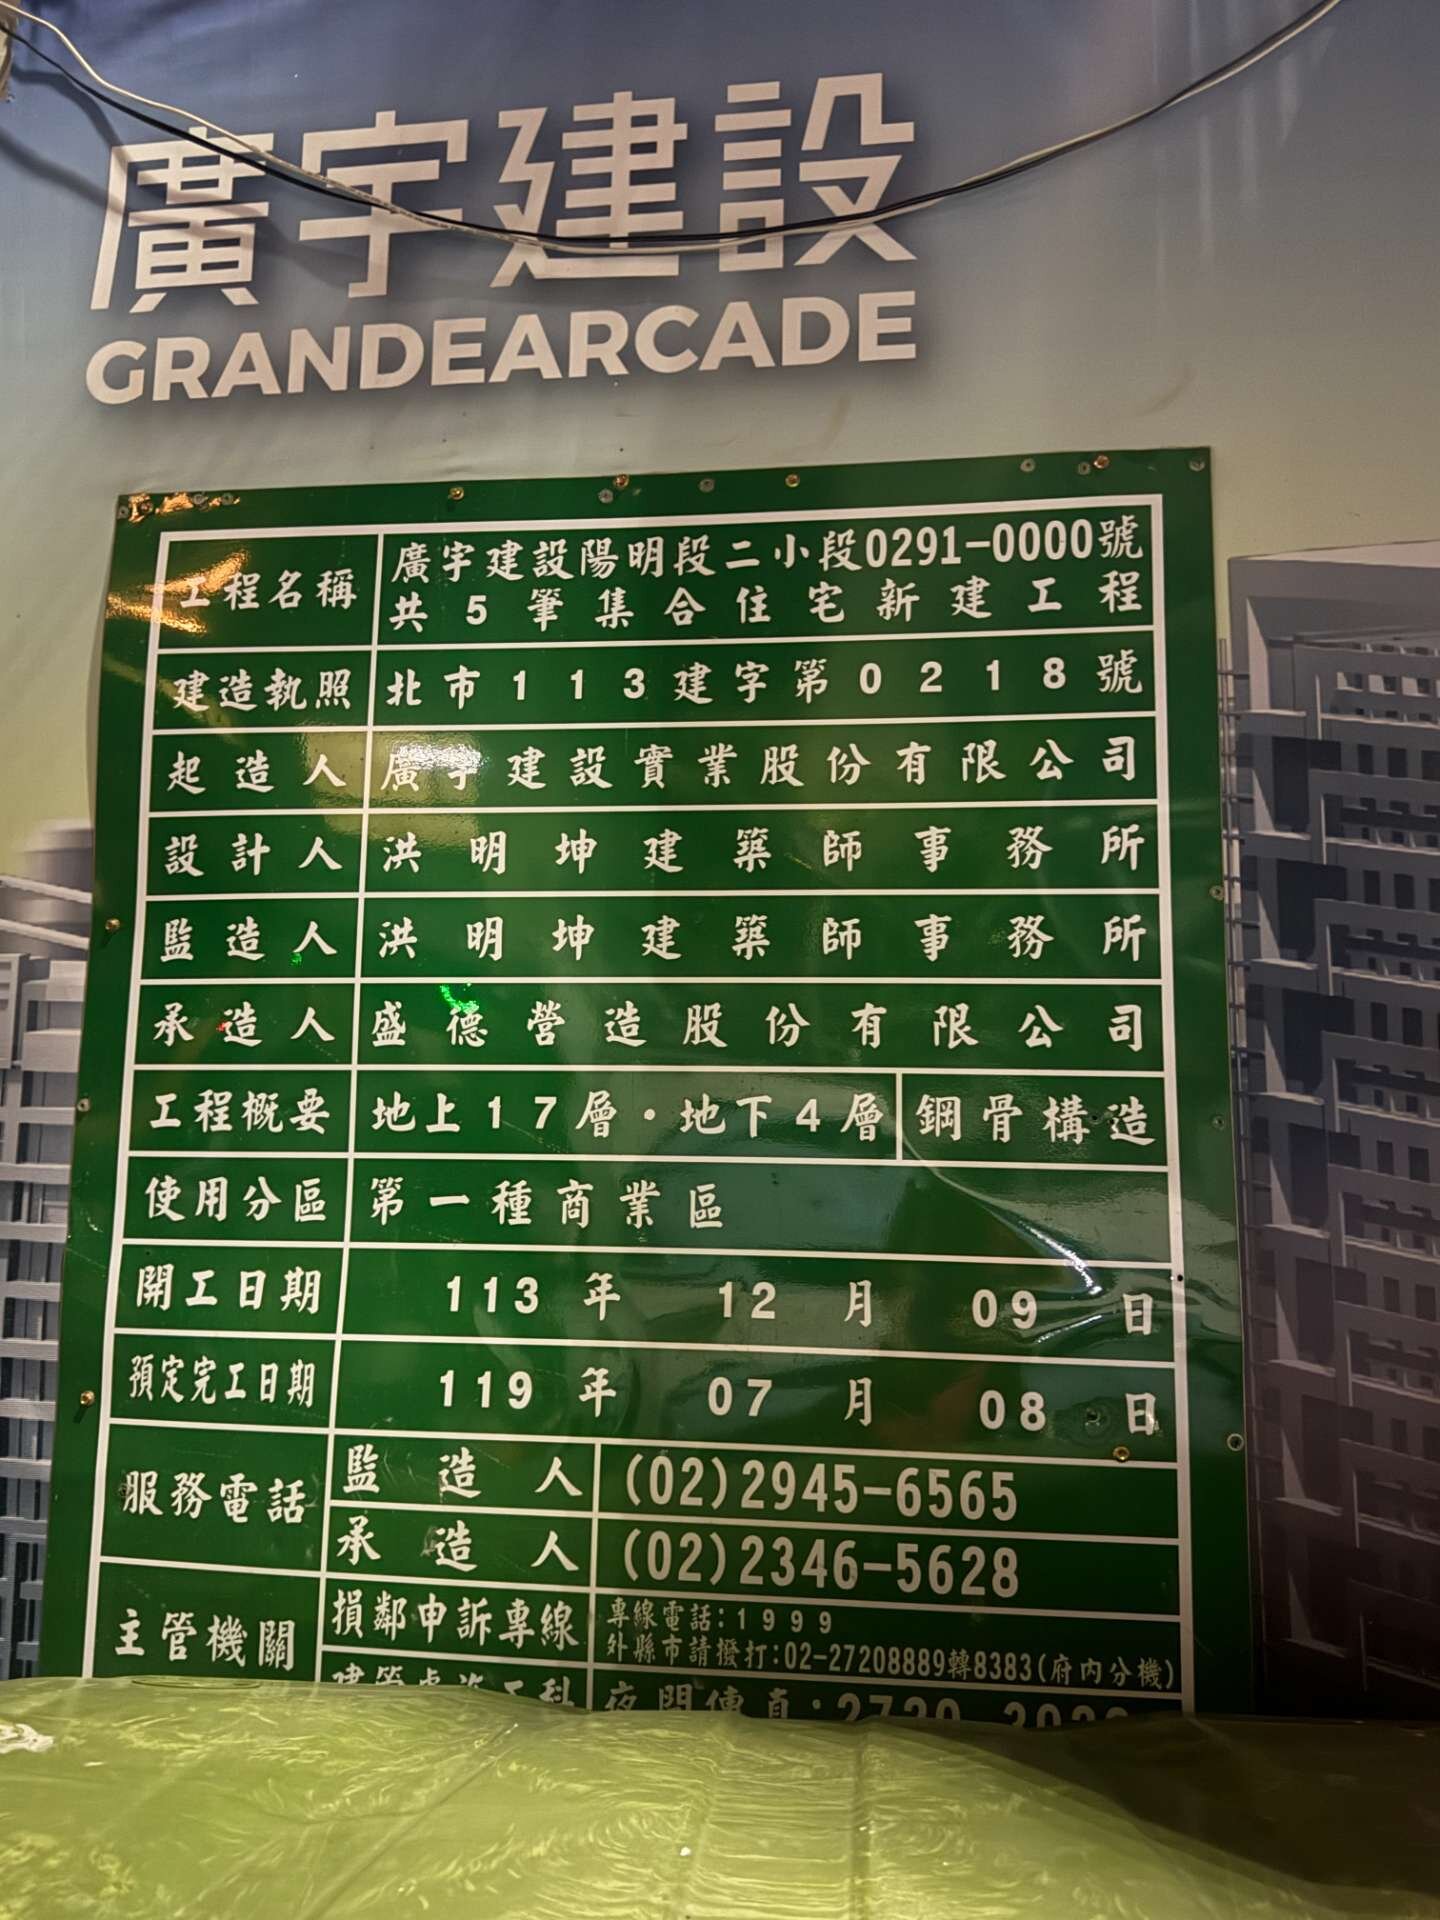 廣宇建設
GRANDEARCADE
工程名稱
廣宇建設陽明段二小段0291-0000號
共5筆集合住宅新建工程
建造執照 北市113建字第0218號
起造人 廣宇建設實業股份有限公司
設計人 洪明坤建築師事務所
監造人 洪明坤建築師事務所
承造人 盛德營造股份有限公司
工程概要 地上17層·地下4層 鋼骨構造
使用分區 第一種商業區
開工日期 113年12月09日
預定完工日期 119年07月08日
服務電話
監造人 (02)2945-6565
承造人 (02)2346-5628
主管機關
損鄰申訴專線
專線電話:1999
外縣市請撥打:02-27208889轉8383(府內分機)
夜間傳真:2720